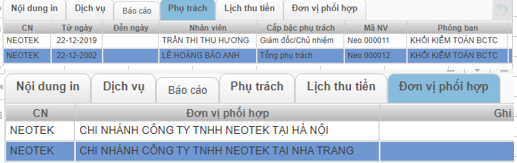 Nội dung in Dịch vụ Báo cáo Phụ trách Lịch thu tiền Đơn vị phối hợp
CN Từ ngày Đến ngày Nhân viên Cấp bậc phụ trách Mã NV Phòng ban
NEOTEK 22-12-2019 TRẦN THỊ THU HƯƠNG Giám đốc/Chủ nhiệm Neo.000011 KHỐI KIỂM TOÁN BCTC
NEOTEK 22-12-2002 LÊ HOÀNG BẢO ANH Tổng phụ trách Neo.000012 KHỐI KIỂM TOÁN BCTC
Nội dung in Dịch vụ Báo cáo Phụ trách Lịch thu tiền Đơn vị phối hợp
CN Đơn vị phối hợp Ghi
NEOTEK CHI NHÁNH CÔNG TY TNHH NEOTEK TẠI HÀ NỘI
NEOTEK CHI NHÁNH CÔNG TY TNHH NEOTEK TẠI NHA TRANG